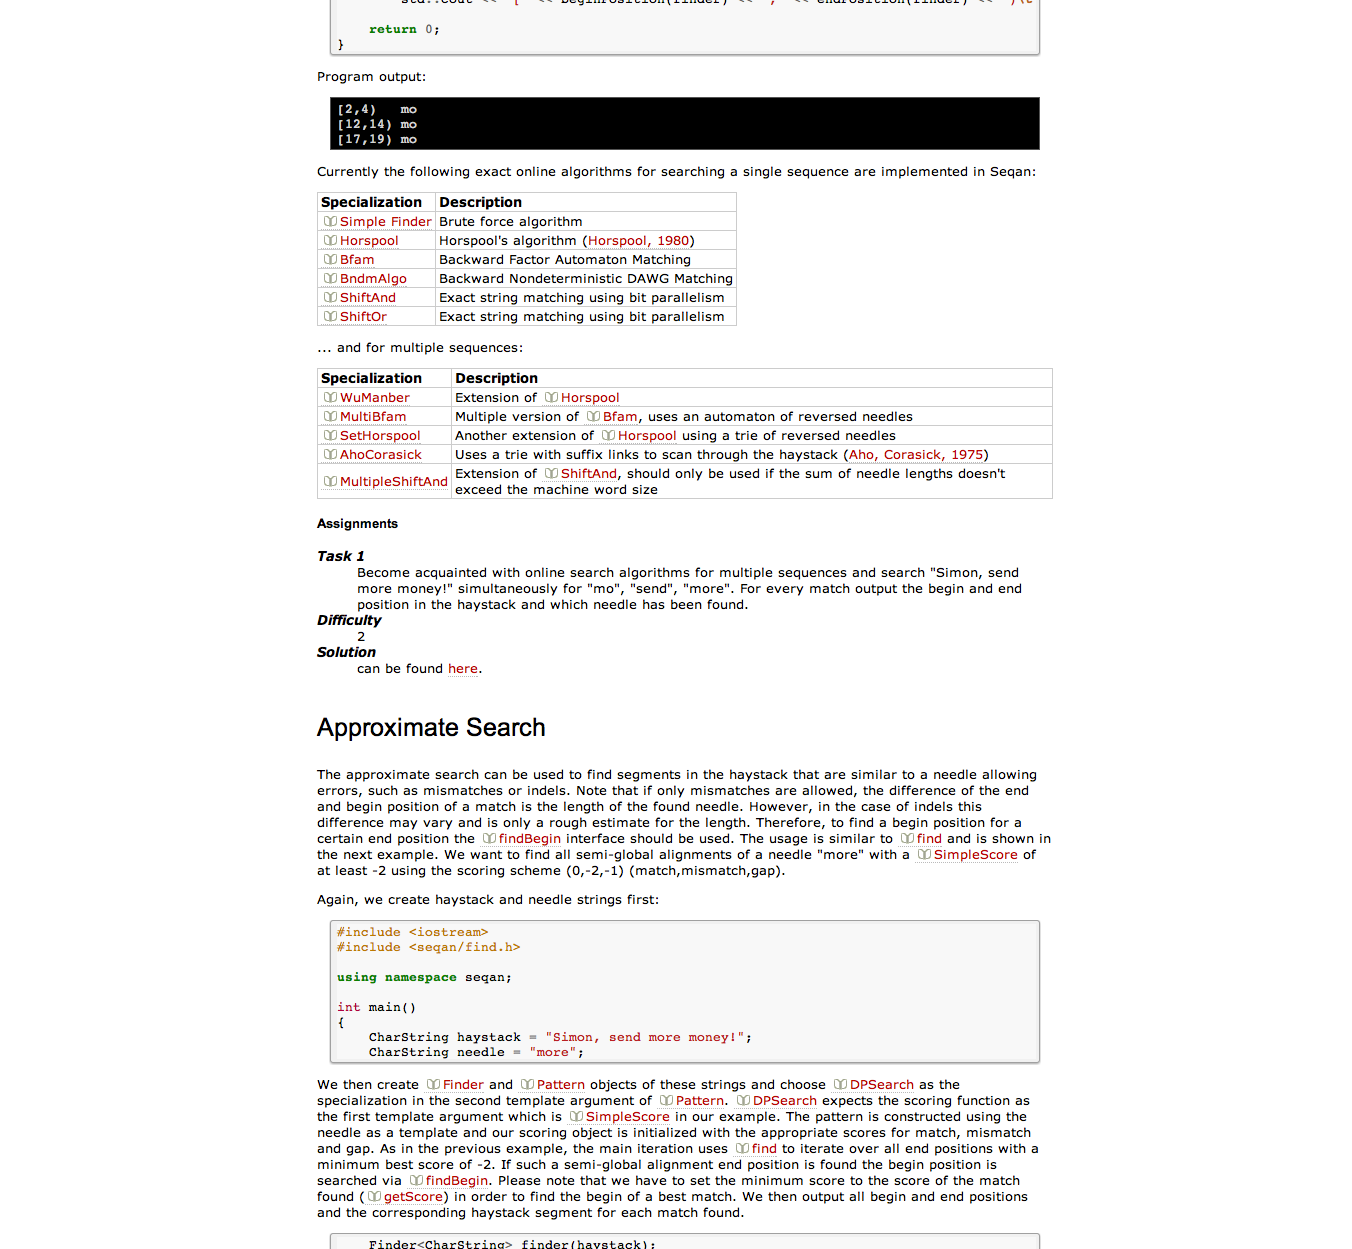 return 0;
}
Program output:
[2,4)   mo
[12,14) mo
[17,19) mo
Currently the following exact online algorithms for searching a single sequence are implemented in Seqan:
Specialization Description
Simple Finder Brute force algorithm
Horspool Horspool's algorithm (Horspool, 1980)
Bfam Backward Factor Automaton Matching
BndmAlgo Backward Nondeterministic DAWG Matching
ShiftAnd Exact string matching using bit parallelism
ShiftOr Exact string matching using bit parallelism
... and for multiple sequences:
Specialization Description
WuManber Extension of Horspool
MultiBfam Multiple version of Bfam, uses an automaton of reversed needles
SetHorspool Another extension of Horspool using a trie of reversed needles
AhoCorasick Uses a trie with suffix links to scan through the haystack (Aho, Corasick, 1975)
MultipleShiftAnd Extension of ShiftAnd, should only be used if the sum of needle lengths doesn't
exceed the machine word size
Assignments
Task 1
Become acquainted with online search algorithms for multiple sequences and search "Simon, send
more money!" simultaneously for "mo", "send", "more". For every match output the begin and end
position in the haystack and which needle has been found.
Difficulty
2
Solution
can be found here.
Approximate Search
The approximate search can be used to find segments in the haystack that are similar to a needle allowing
errors, such as mismatches or indels. Note that if only mismatches are allowed, the difference of the end
and begin position of a match is the length of the found needle. However, in the case of indels this
difference may vary and is only a rough estimate for the length. Therefore, to find a begin position for a
certain end position the findBegin interface should be used. The usage is similar to find and is shown in
the next example. We want to find all semi-global alignments of a needle "more" with a SimpleScore of
at least -2 using the scoring scheme (0,-2,-1) (match,mismatch,gap).
Again, we create haystack and needle strings first:
#include <iostream>
#include <seqan/find.h>
using namespace seqan;
int main()
{
CharString haystack = "Simon, send more money!";
CharString needle = "more";
We then create Finder and Pattern objects of these strings and choose DPSearch as the
specialization in the second template argument of Pattern. DPSearch expects the scoring function as
the first template argument which is SimpleScore in our example. The pattern is constructed using the
needle as a template and our scoring object is initialized with the appropriate scores for match, mismatch
and gap. As in the previous example, the main iteration uses find to iterate over all end positions with a
minimum best score of -2. If such a semi-global alignment end position is found the begin position is
searched via findBegin. Please note that we have to set the minimum score to the score of the match
found (getScore) in order to find the begin of a best match. We then output all begin and end positions
and the corresponding haystack segment for each match found.
Finder<CharString> finder(haystack);